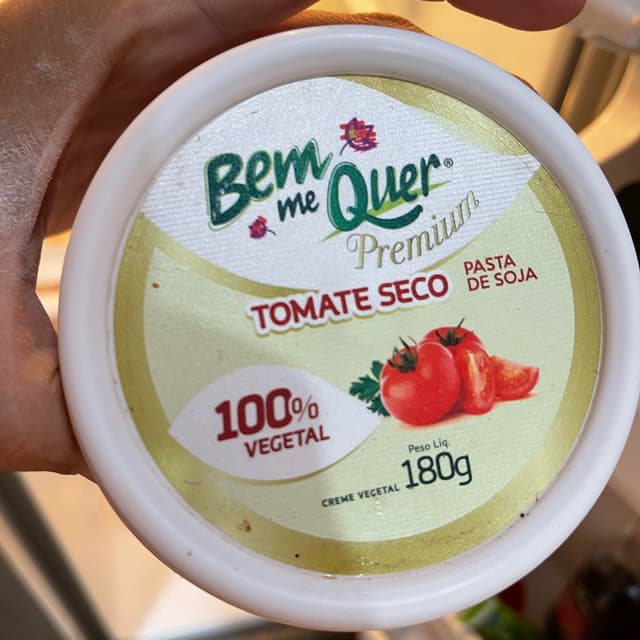 Bem
me Quer®
Premium
TOMATE SECO
PASTA
DE SOJA
100%
VEGETAL
Peso Líq.
CREME VEGETAL 180g